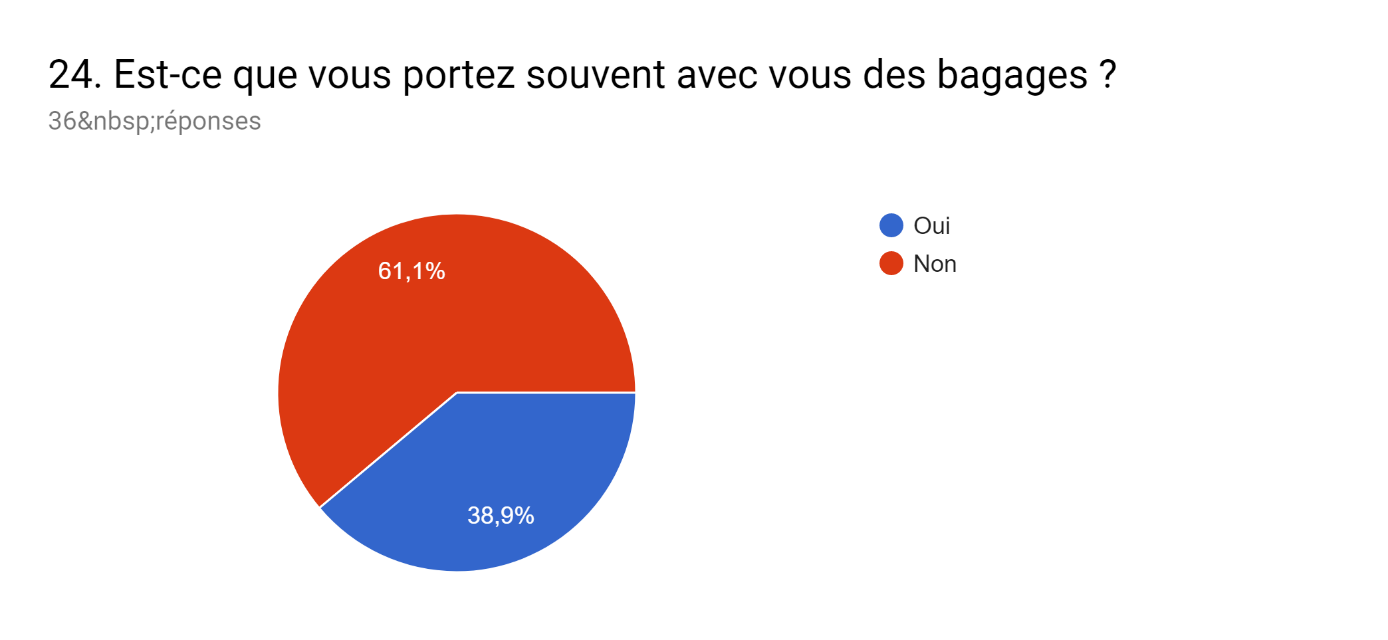 24. Est-ce que vous portez souvent avec vous des bagages ?
36&nbsp;réponses
Oui
Non
61,1%
38,9%